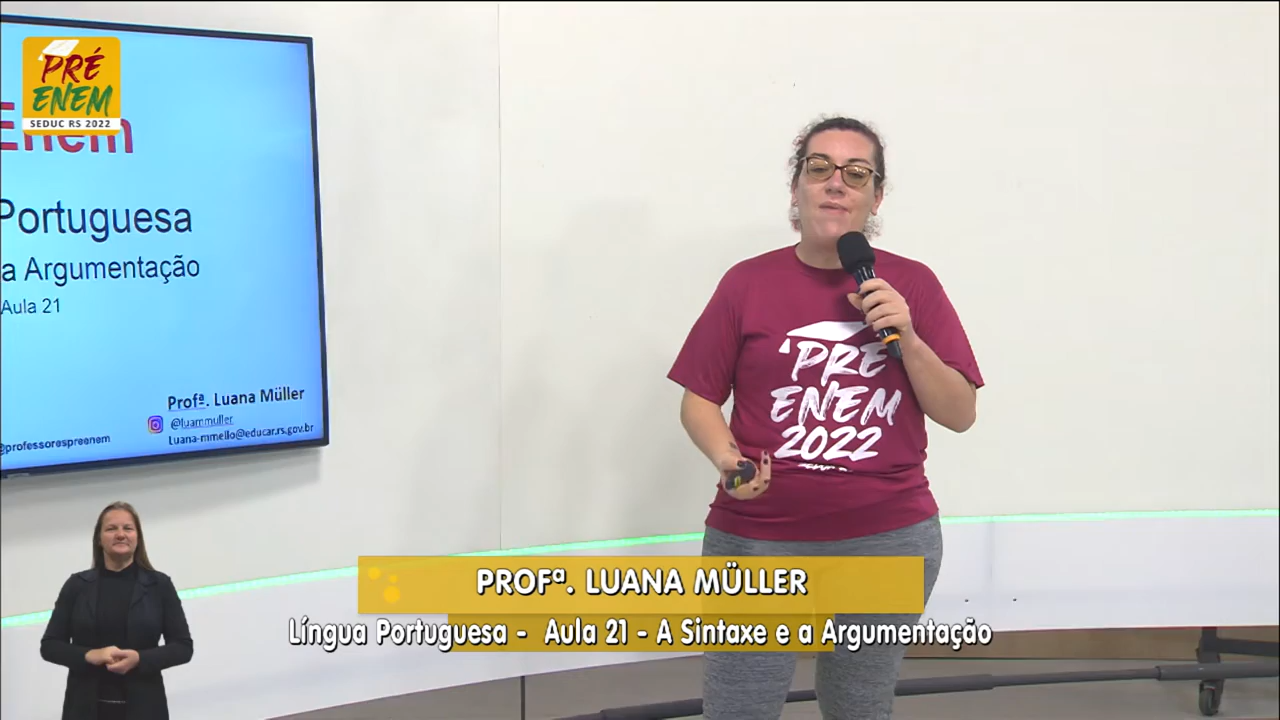 PRÉ
ENEM
SEDUC RS 2022
Enem
Portuguesa
a Argumentação
Aula 21
Profª. Luana Müller
@luammuller
Luana-mmello@educar.rs.gov.br
@professorespreenem
PRÉ
ENEM
2022
PROFª. LUANA MÜLLER
Língua Portuguesa - Aula 21 - A Sintaxe e a Argumentação